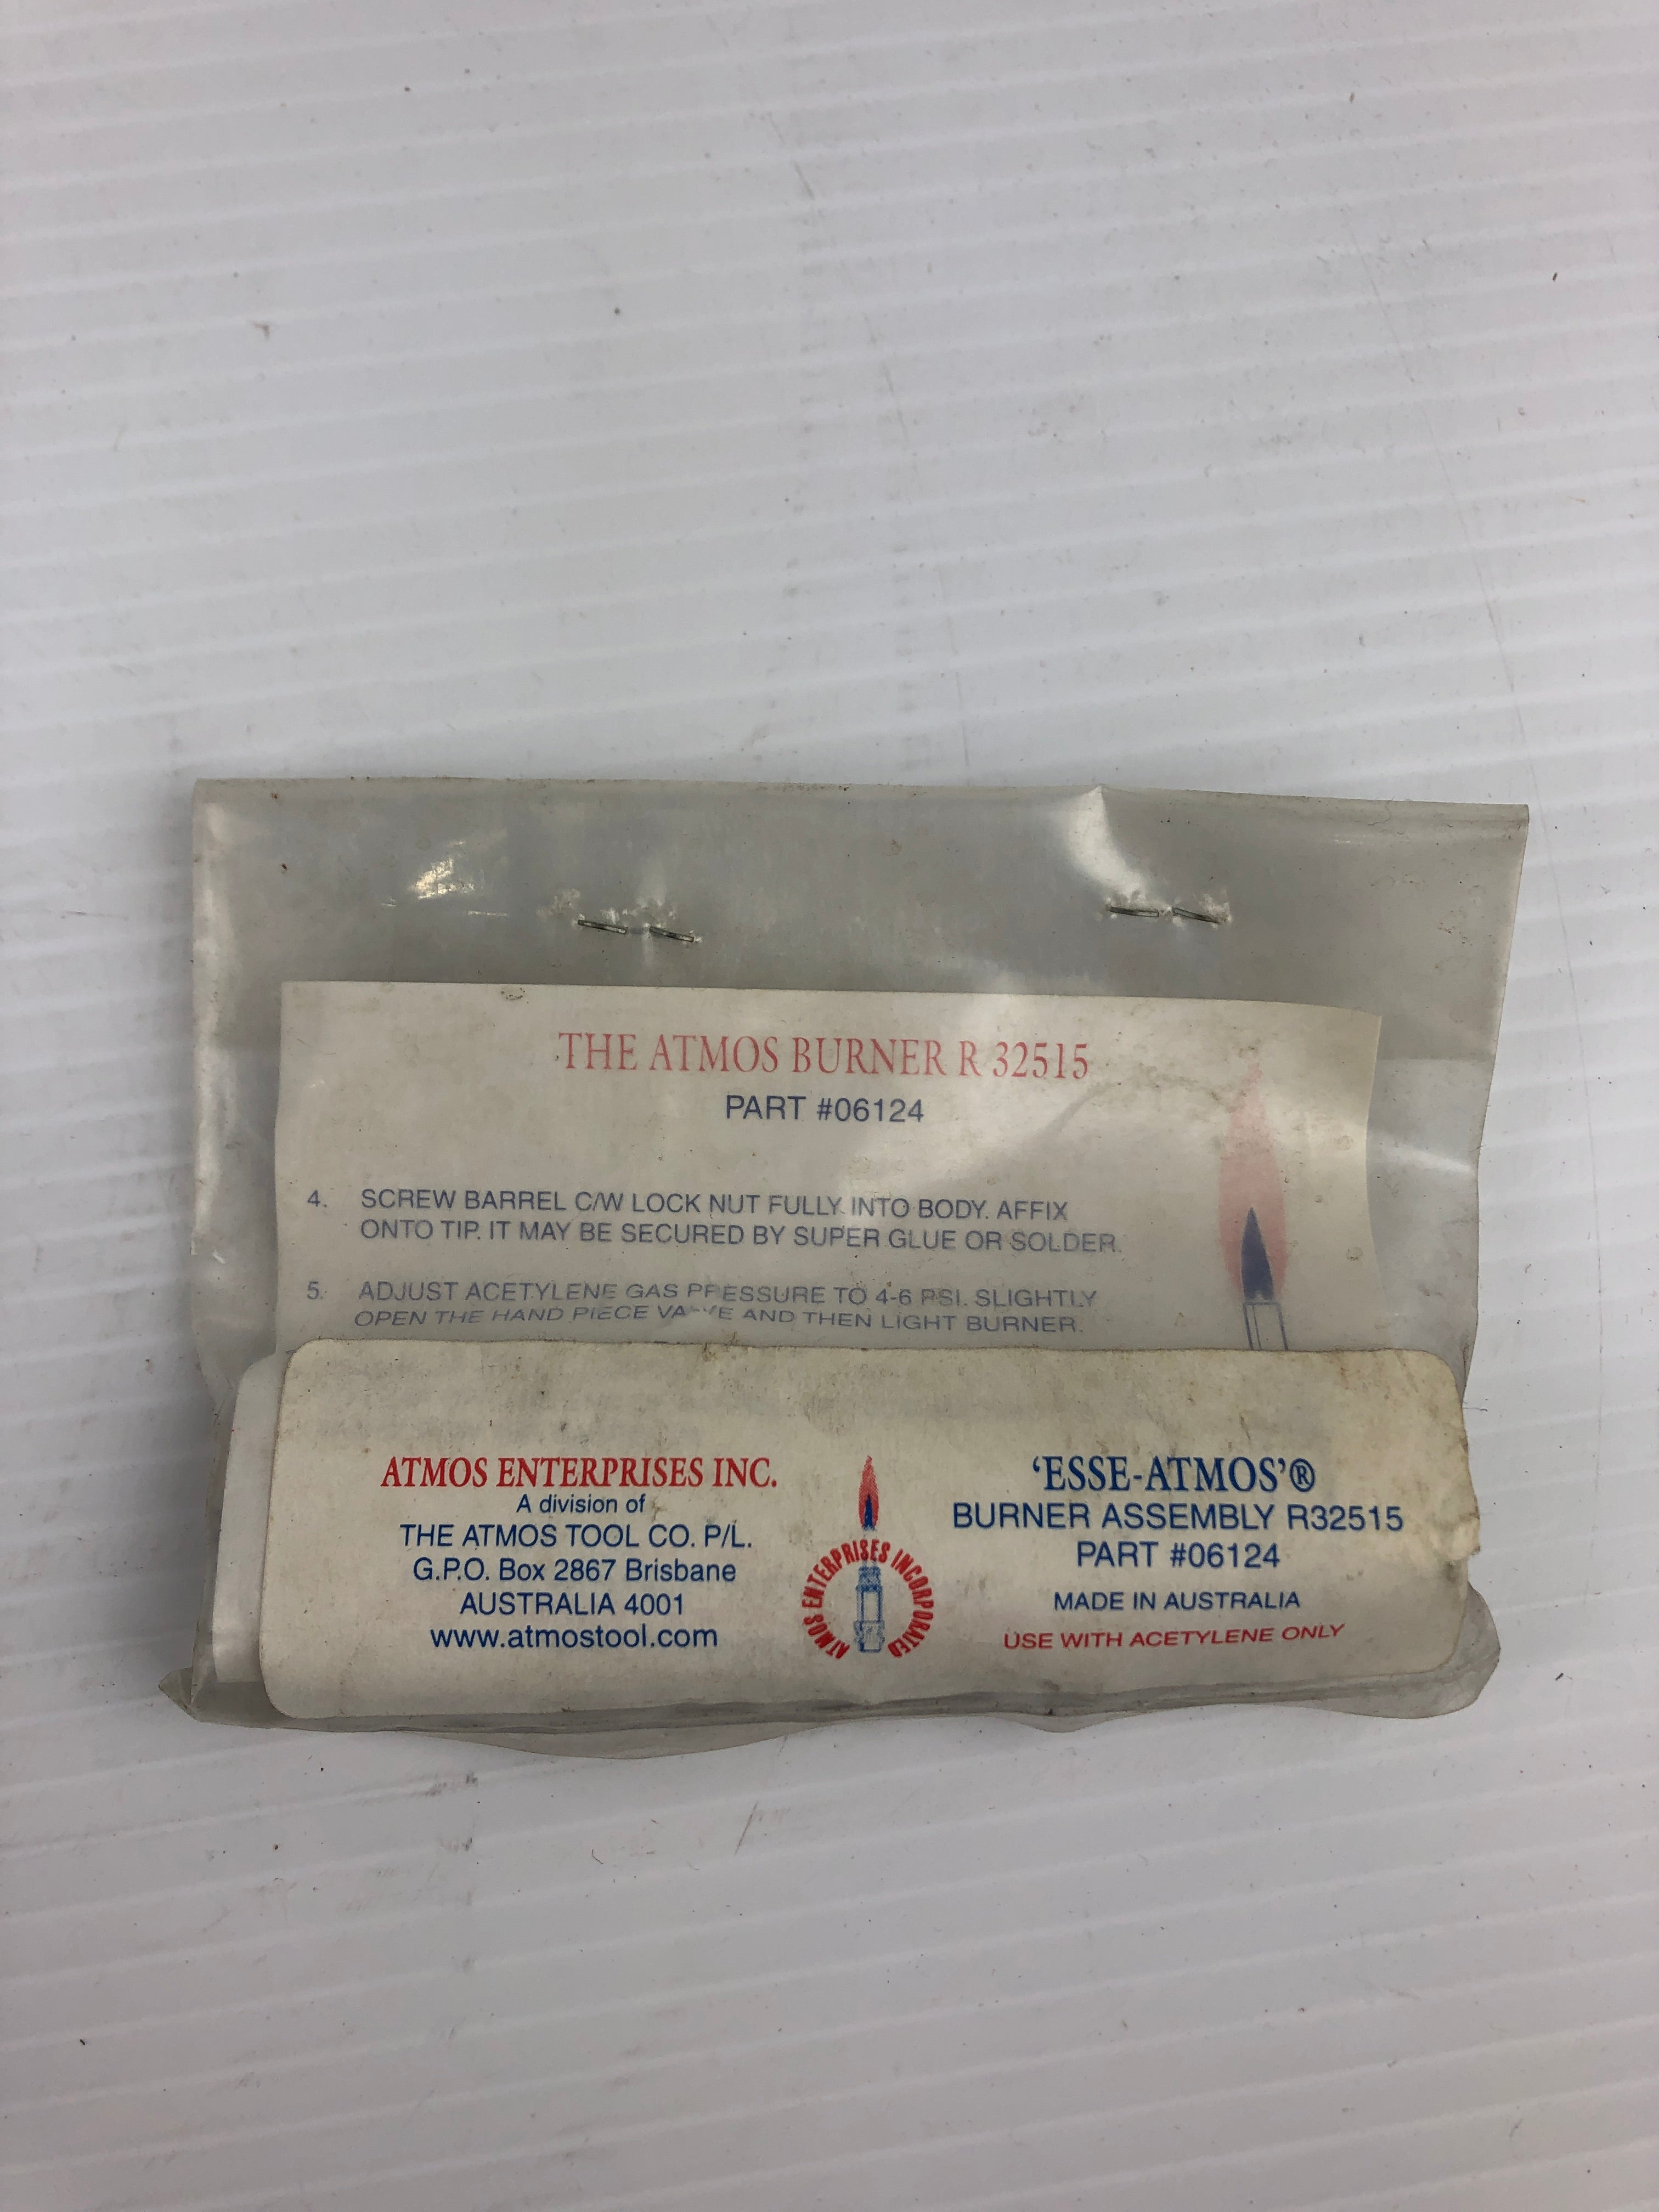 THE ATMOS BURNER R 32515
PART #06124
4. SCREW BARREL C/W LOCK NUT FULLY INTO BODY. AFFIX
ONTO TIP. IT MAY BE SECURED BY SUPER GLUE OR SOLDER.
5. ADJUST ACETYLENE GAS PRESSURE TO 4-6 PSI. SLIGHTLY
OPEN THE HAND PIECE VALVE AND THEN LIGHT BURNER.
ATMOS ENTERPRISES INC.
A division of
THE ATMOS TOOL CO. P/L.
G.P.O. Box 2867 Brisbane
AUSTRALIA 4001
www.atmostool.com
ATMOS ENTERPRISES INCORPORATED
'ESSE-ATMOS'®
BURNER ASSEMBLY R32515
PART #06124
MADE IN AUSTRALIA
USE WITH ACETYLENE ONLY